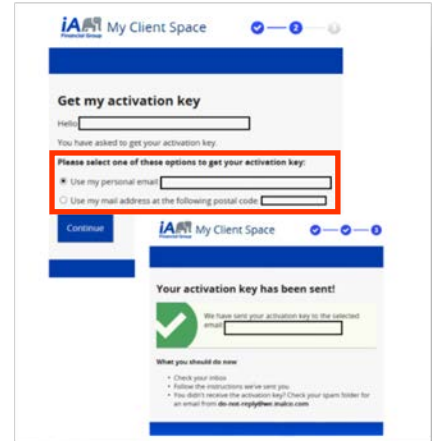 iA Financial Group My Client Space 2 3
Get my activation key
Hello
You have asked to get your activation key.
Please select one of these options to get your activation key:
Use my personal email
Use my mail address at the following postal code
Continue
iA Financial Group My Client Space 3
Your activation key has been sent!
We have sent your activation key to the selected
email
What you should do now
• Check your inbox
• Follow the instructions we've sent you
• You didn't receive the activation key? Check your spam folder for
an email from